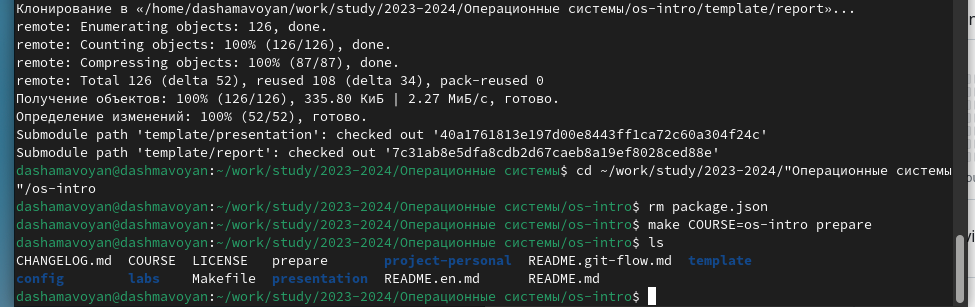 Клонирование в «/home/dashamavoyan/work/study/2023-2024/Операционные системы/os-intro/template/report»...
remote: Enumerating objects: 126, done.
remote: Counting objects: 100% (126/126), done.
remote: Compressing objects: 100% (87/87), done.
remote: Total 126 (delta 52), reused 108 (delta 34), pack-reused 0
Получение объектов: 100% (126/126), 335.80 КиБ | 2.27 МиБ/с, готово.
Определение изменений: 100% (52/52), готово.
Submodule path 'template/presentation': checked out '40a1761813e197d00e8443ff1ca72c60a304f24c'
Submodule path 'template/report': checked out '7c31ab8e5dfa8cdb2d67caeb8a19ef8028ced88e'
dashamavoyan@dashmavoyan:~/work/study/2023-2024/Операционные системы$ cd ~/work/study/2023-2024/"Операционные системы
"/os-intro
dashamavoyan@dashmavoyan:~/work/study/2023-2024/Операционные системы/os-intro$ rm package.json
dashamavoyan@dashmavoyan:~/work/study/2023-2024/Операционные системы/os-intro$ make COURSE=os-intro prepare
dashamavoyan@dashmavoyan:~/work/study/2023-2024/Операционные системы/os-intro$ ls
CHANGELOG.md COURSE LICENSE prepare project-personal README.git-flow.md template
config labs Makefile presentation README.en.md README.md
dashamavoyan@dashmavoyan:~/work/study/2023-2024/Операционные системы/os-intro$